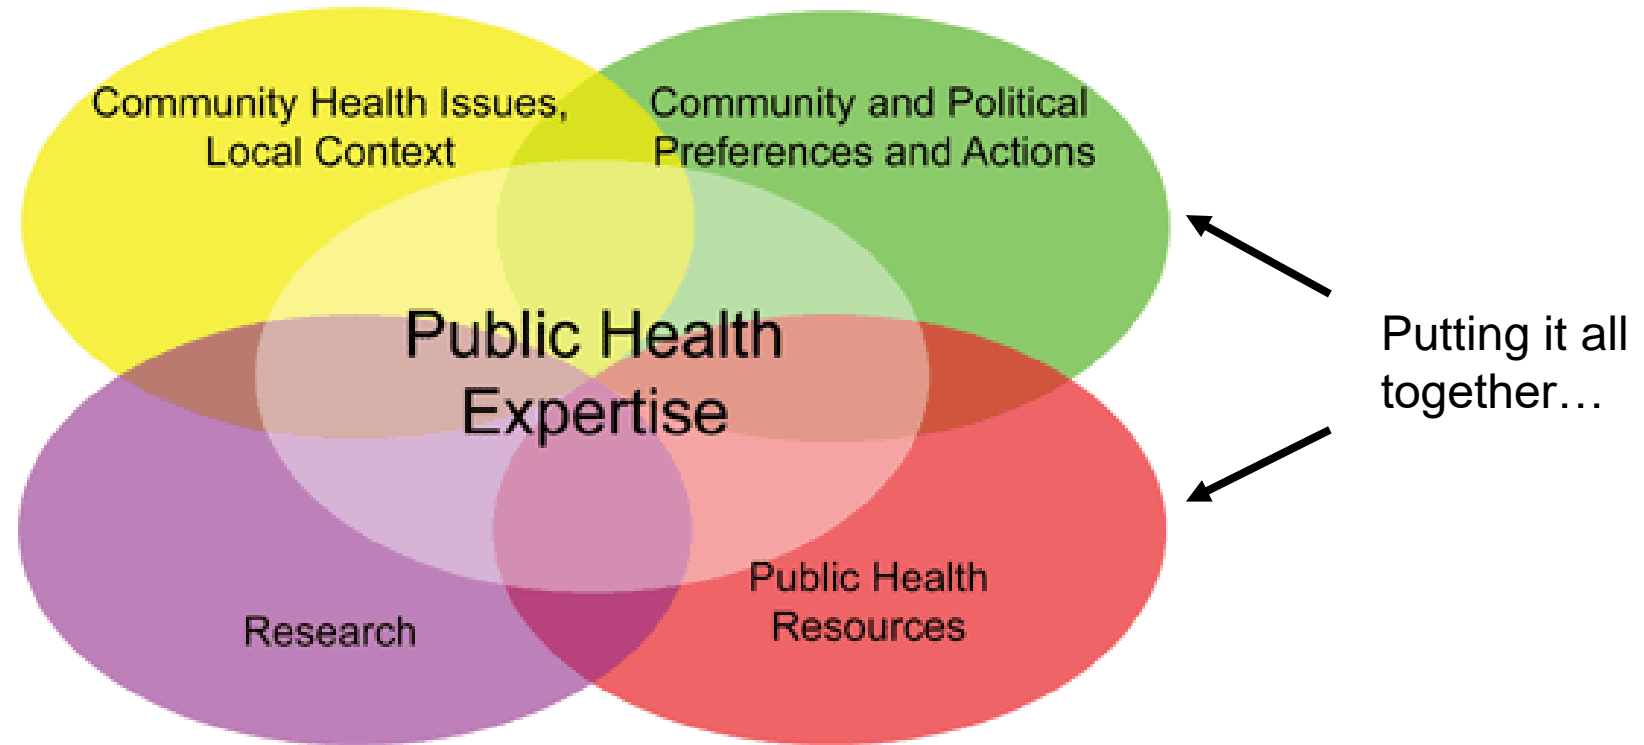 Community Health Issues,
Local Context
Community and Political
Preferences and Actions
Public Health
Expertise
Research
Public Health
Resources
Putting it all
together…